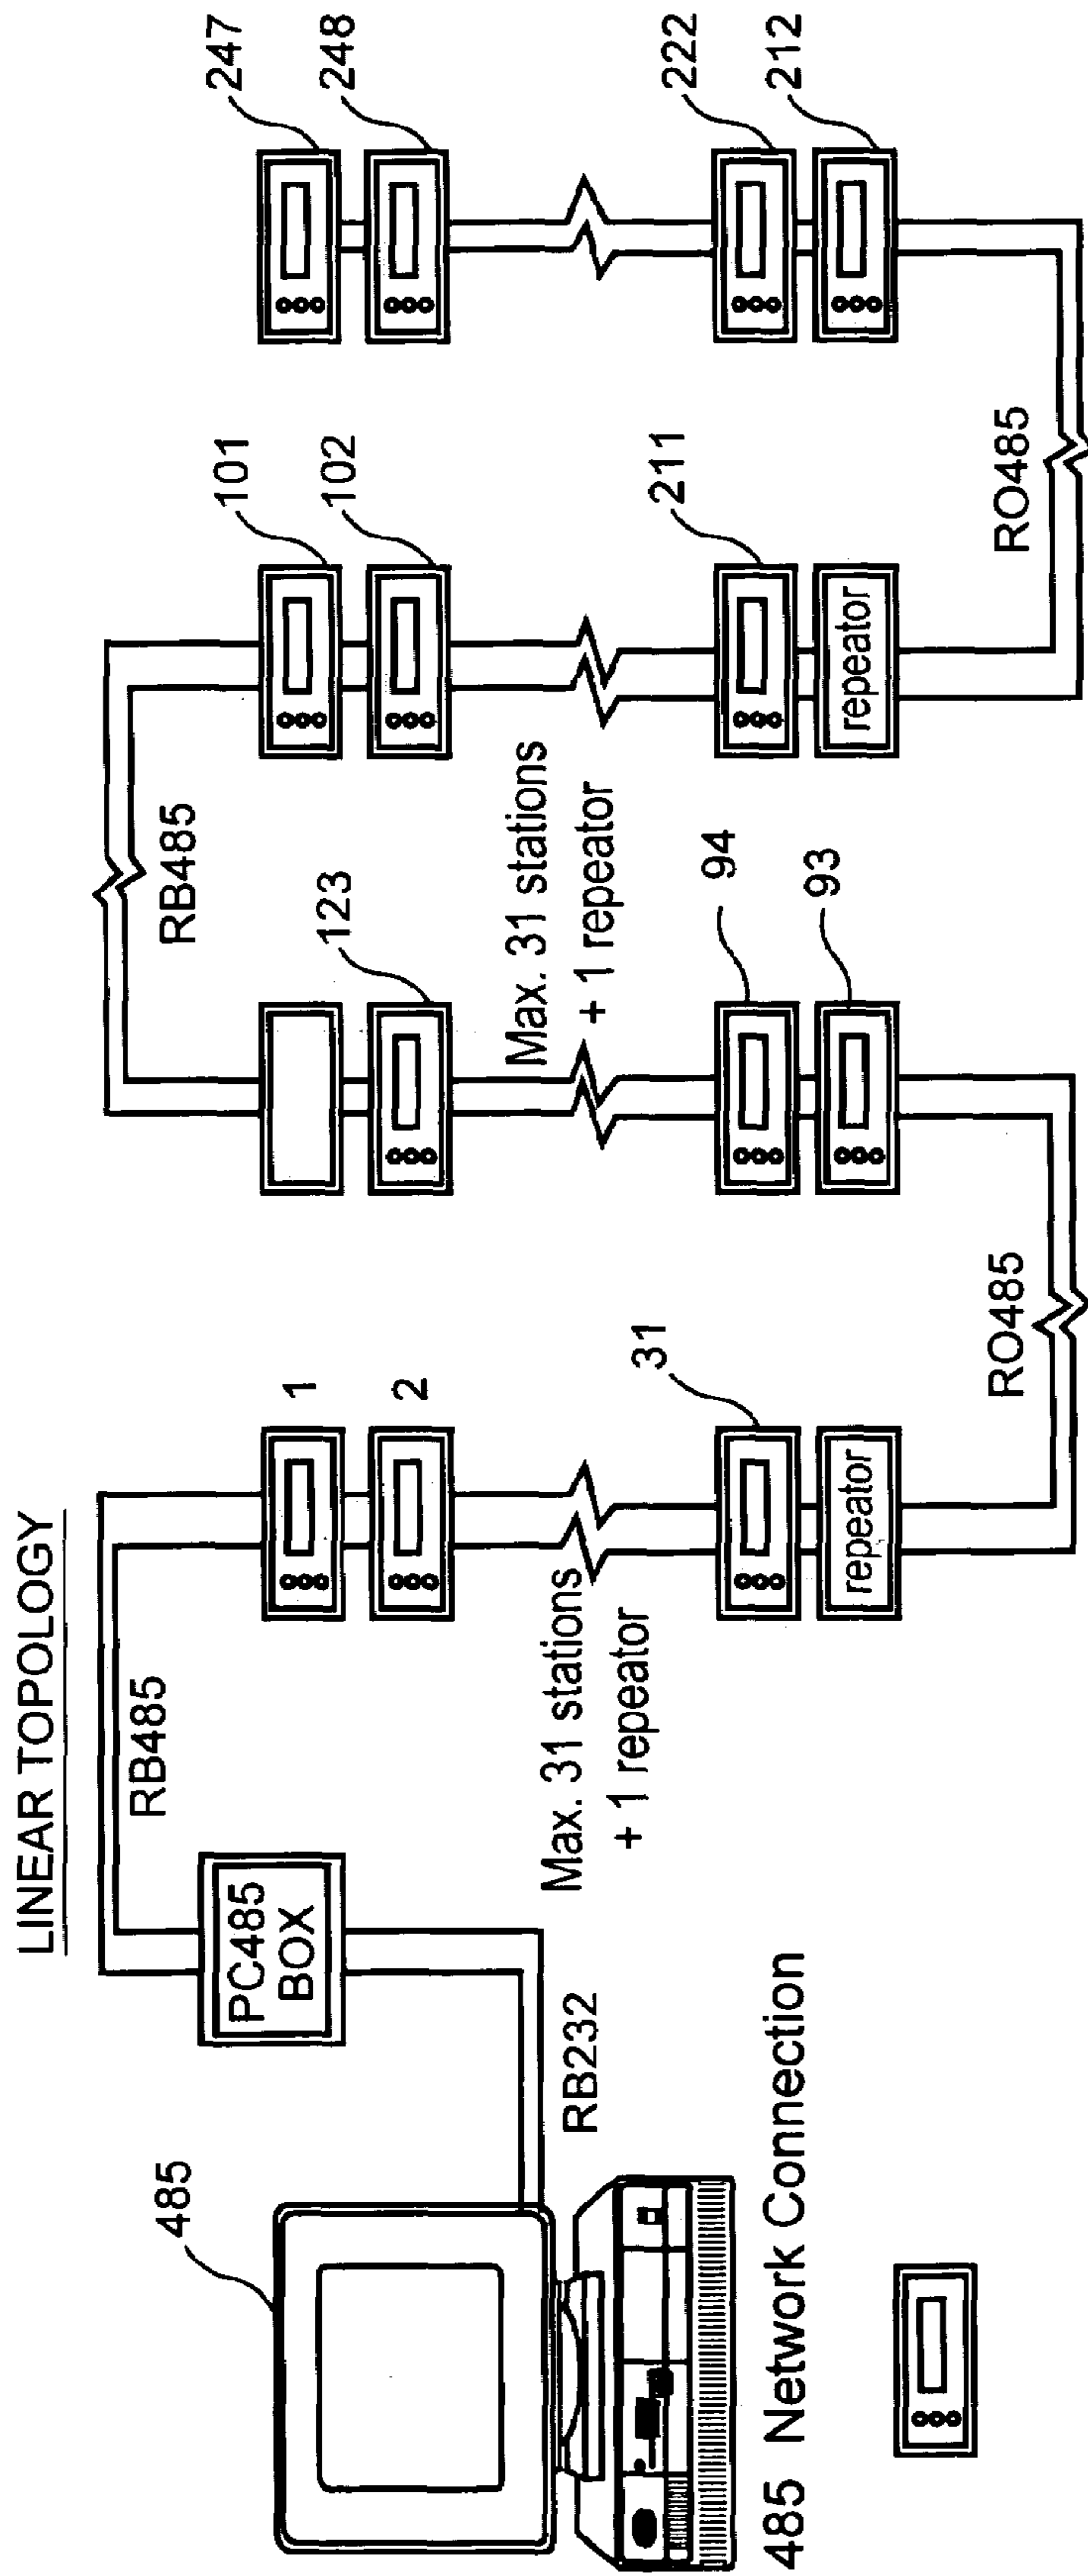 LINEAR TOPOLOGY
485
PC485
BOX
RB485
RB232
485 Network Connection
1
2
Max. 31 stations
+ 1 repeator
31
repeator
RO485
RB485
123
Max. 31 stations
+ 1 repeator
94
93
101
102
211
repeator
RO485
247
248
222
212